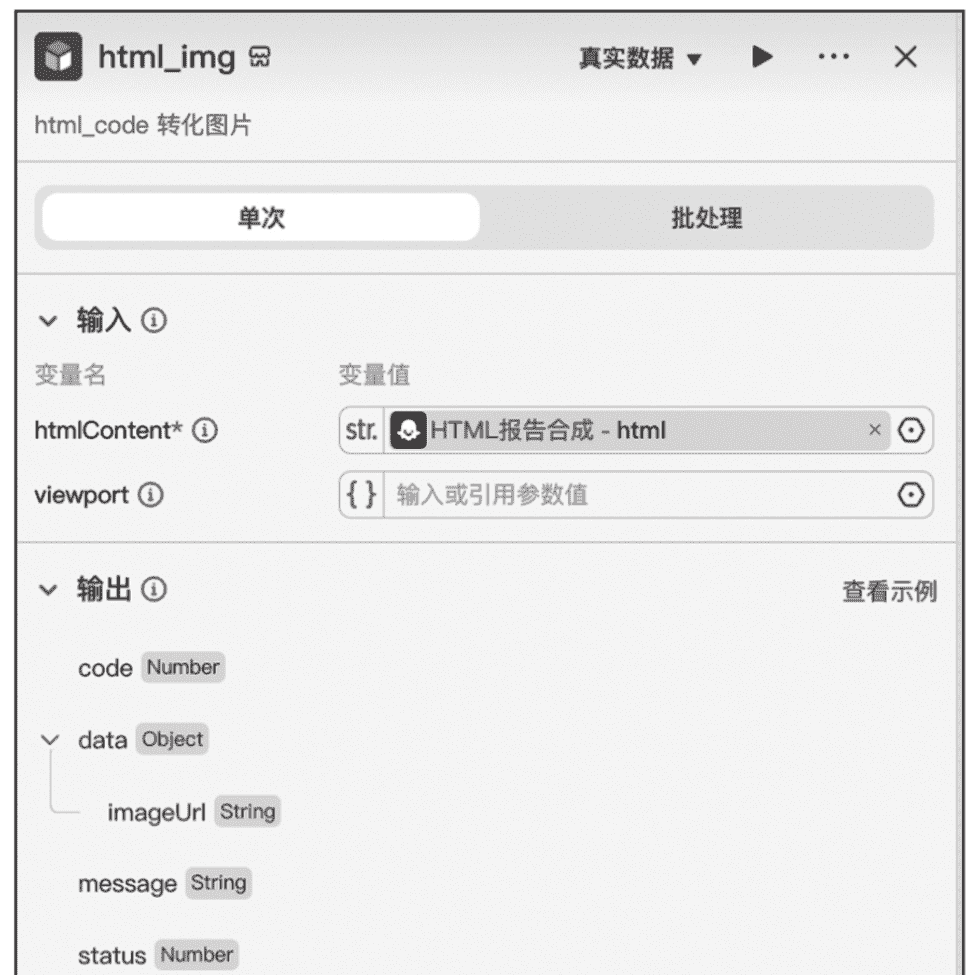 html_img 真实数据
html_code 转化图片
单次 批处理
输入
变量名 变量值
htmlContent* str. HTML报告合成 - html
viewport {} 输入或引用参数值
输出 查看示例
code Number
data Object
imageUrl String
message String
status Number